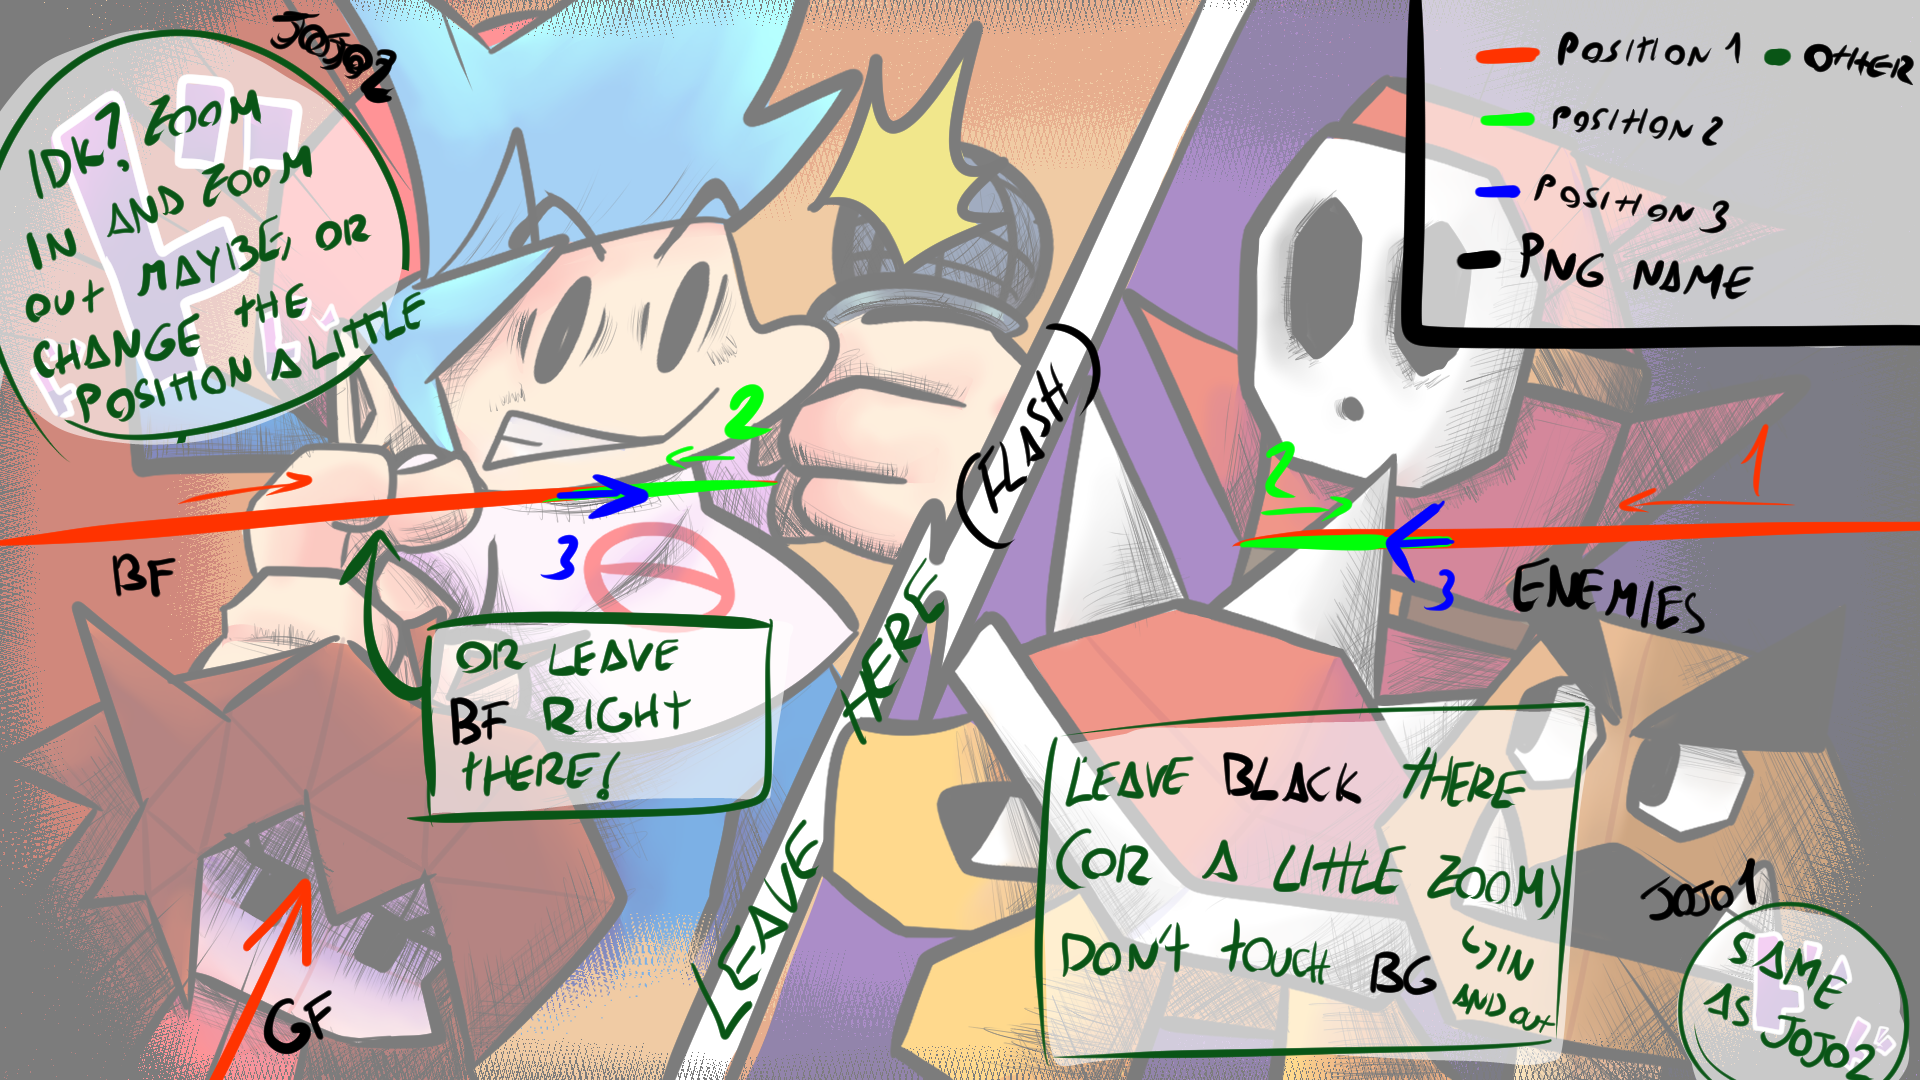 JOJO2
IDK? ZOOM
IN AND ZOOM
OUT MAYBE, OR
CHANGE THE
POSITION A LITTLE
POSITION 1
OTHER
POSITION 2
POSITION 3
PNG NAME
2
3
BF
OR LEAVE
BF RIGHT
THERE!
GF
(FLASH)
LEAVE HERE
2
1
3
ENEMIES
LEAVE BLACK THERE
(OR A LITTLE ZOOM)
IN
AND OUT
DON'T TOUCH BG
JOJO1
SAME
AS
JOJO2